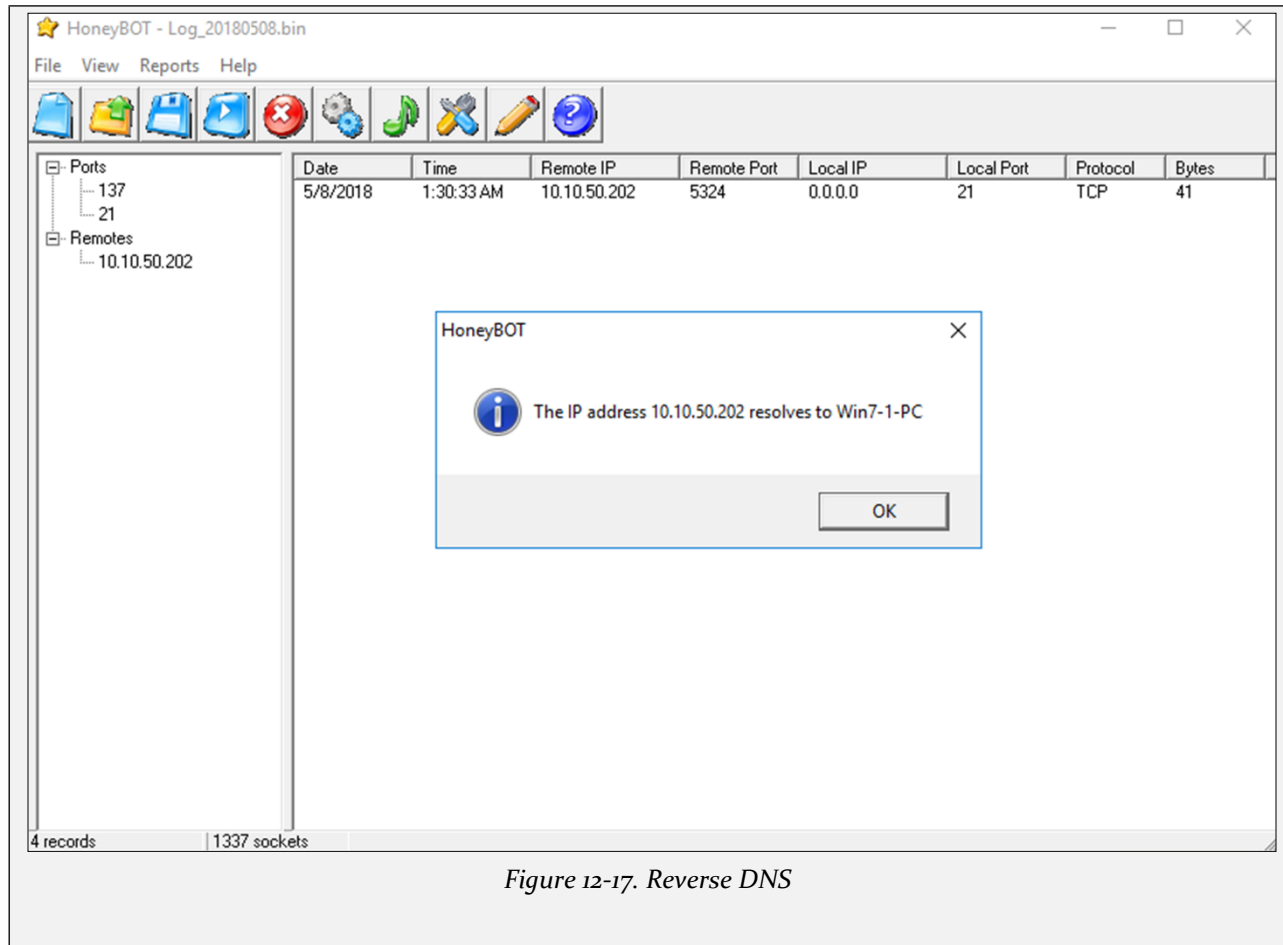 HoneyBOT - Log_20180508.bin
File View Reports Help
Ports
137
21
Remotes
10.10.50.202
Date Time Remote IP Remote Port Local IP Local Port Protocol Bytes
5/8/2018 1:30:33 AM 10.10.50.202 5324 0.0.0.0 21 TCP 41
HoneyBOT
The IP address 10.10.50.202 resolves to Win7-1-PC
OK
4 records 1337 sockets
Figure 12-17. Reverse DNS